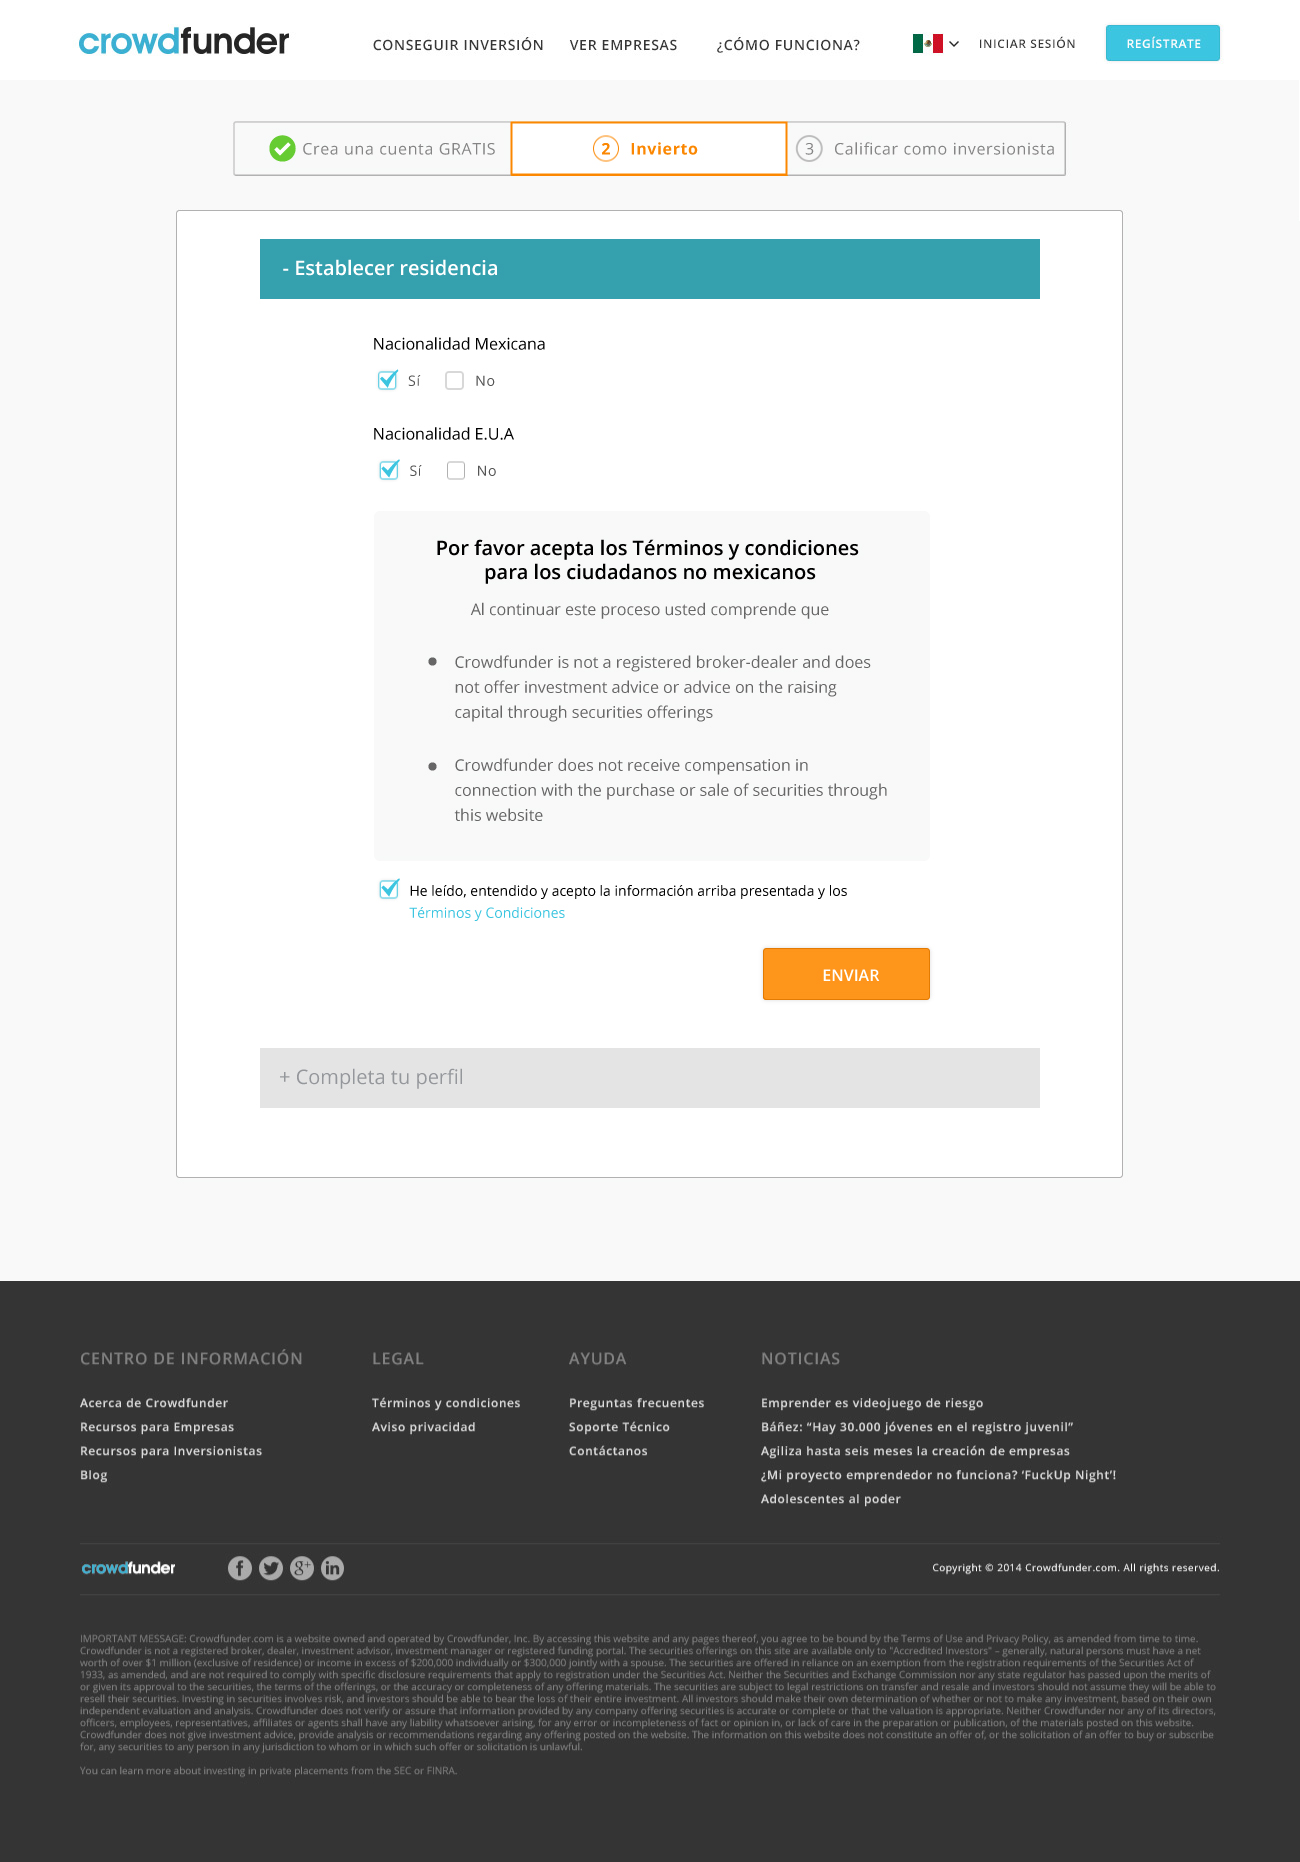 crowdfunder
CONSEGUIR INVERSIÓN VER EMPRESAS ¿CÓMO FUNCIONA? INICIAR SESIÓN REGÍSTRATE
Crea una cuenta GRATIS 2 Invierto 3 Calificar como inversionista
- Establecer residencia
Nacionalidad Mexicana
Sí No
Nacionalidad E.U.A
Sí No
Por favor acepta los Términos y condiciones
para los ciudadanos no mexicanos
Al continuar este proceso usted comprende que
● Crowdfunder is not a registered broker-dealer and does
not offer investment advice or advice on the raising
capital through securities offerings
● Crowdfunder does not receive compensation in
connection with the purchase or sale of securities through
this website
He leído, entendido y acepto la información arriba presentada y los
Términos y Condiciones
ENVIAR
+ Completa tu perfil
CENTRO DE INFORMACIÓN LEGAL AYUDA NOTICIAS
Acerca de Crowdfunder Términos y condiciones Preguntas frecuentes Emprender es videojuego de riesgo
Recursos para Empresas Aviso privacidad Soporte Técnico Báñez: “Hay 30.000 jóvenes en el registro juvenil”
Recursos para Inversionistas Contáctanos Agiliza hasta seis meses la creación de empresas
Blog ¿Mi proyecto emprendedor no funciona? ‘FuckUp Night’!
Adolescentes al poder
crowdfunder Copyright © 2014 Crowdfunder.com. All rights reserved.
IMPORTANT MESSAGE: Crowdfunder.com is a website owned and operated by Crowdfunder, Inc. By accessing this website and any pages thereof, you agree to be bound by the Terms of Use and Privacy Policy, as amended from time to time.
Crowdfunder is not a registered broker, dealer, investment advisor, investment manager or registered funding portal. The securities offerings on this site are available only to "Accredited Investors" – generally, natural persons must have a net
worth of over $1 million (exclusive of residence) or income in excess of $200,000 individually or $300,000 jointly with a spouse. The securities are offered in reliance on an exemption from the registration requirements of the Securities Act of
1933, as amended, and are not required to comply with specific disclosure requirements that apply to registration under the Securities Act. Neither the Securities and Exchange Commission nor any state regulator has passed upon the merits of
or given its approval to the securities, the terms of the offerings, or the accuracy or completeness of any offering materials. The securities are subject to legal restrictions on transfer and resale and investors should not assume they will be able to
resell their securities. Investing in securities involves risk, and investors should be able to bear the loss of their entire investment. All investors should make their own determination of whether or not to make any investment, based on their own
independent evaluation and analysis. Crowdfunder does not verify or assure that information provided by any company offering securities is accurate or complete or that the valuation is appropriate. Neither Crowdfunder nor any of its directors,
officers, employees, representatives, affiliates or agents shall have any liability whatsoever arising, for any error or incompleteness of fact or opinion in, or lack of care in the preparation or publication, of the materials posted on this website.
Crowdfunder does not give investment advice, provide analysis or recommendations regarding any offering posted on the website. The information on this website does not constitute an offer of, or the solicitation of an offer to buy or subscribe
for, any securities to any person in any jurisdiction to whom or in which such offer or solicitation is unlawful.
You can learn more about investing in private placements from the SEC or FINRA.